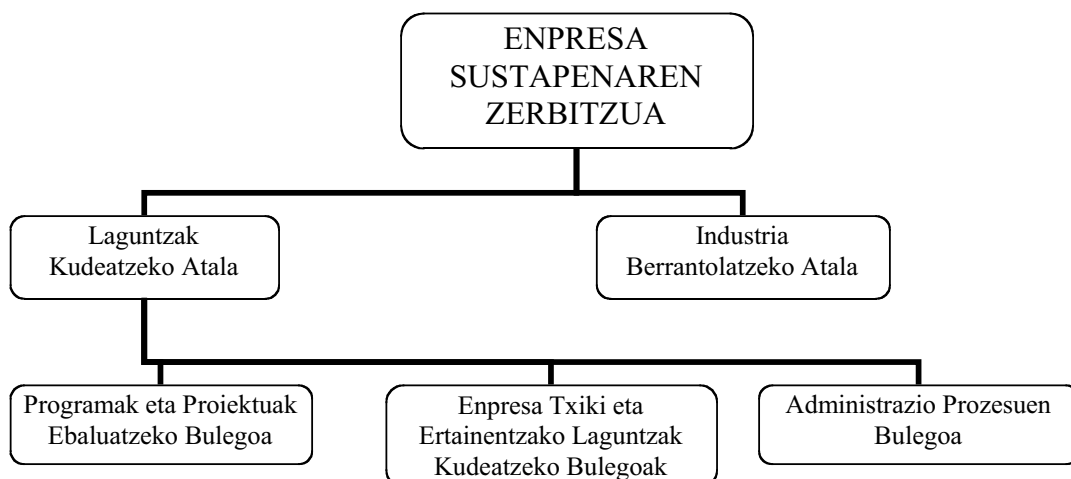 ENPRESA
SUSTAPENAREN
ZERBITZUA
Laguntzak
Kudeatzeko Atala
Industria
Berrantolatzeko Atala
Programak eta Proiektuak
Ebaluatzeko Bulegoa
Enpresa Txiki eta
Ertainentzako Laguntzak
Kudeatzeko Bulegoak
Administrazio Prozesuen
Bulegoa